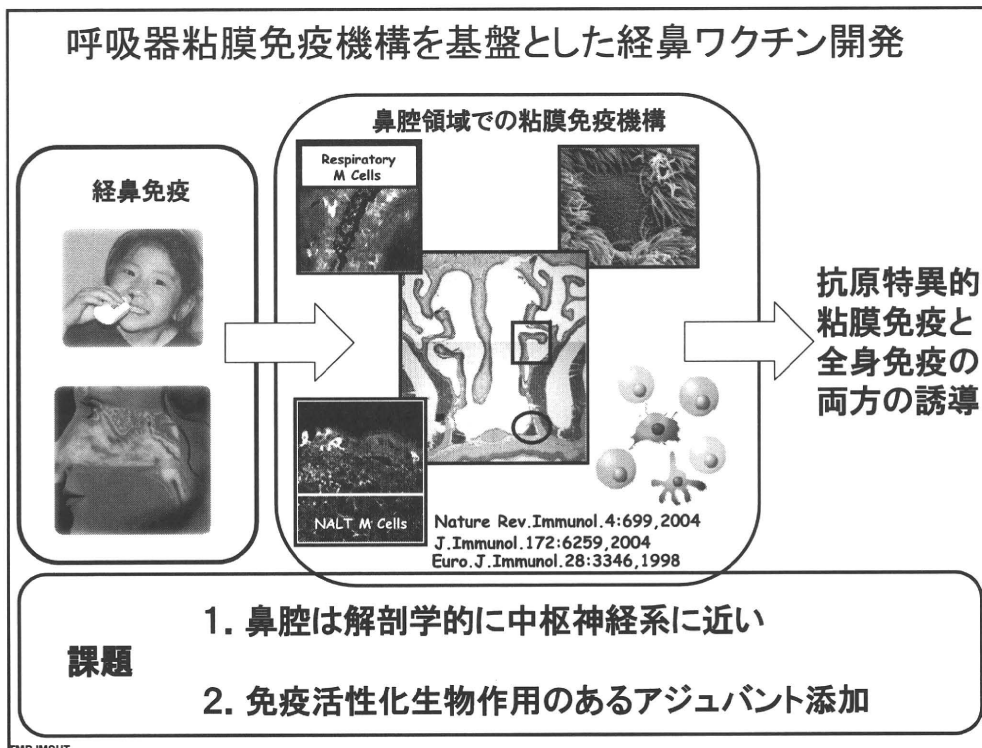 呼吸器粘膜免疫機構を基盤とした経鼻ワクチン開発
経鼻免疫
鼻腔領域での粘膜免疫機構
Respiratory
M Cells
NALT M Cells
Nature Rev.Immunol.4:699,2004
J.Immunol.172:6259,2004
Euro.J.Immunol.28:3346,1998
抗原特異的
粘膜免疫と
全身免疫の
両方の誘導
課題
1. 鼻腔は解剖学的に中枢神経系に近い
2. 免疫活性化生物作用のあるアジュバント添加